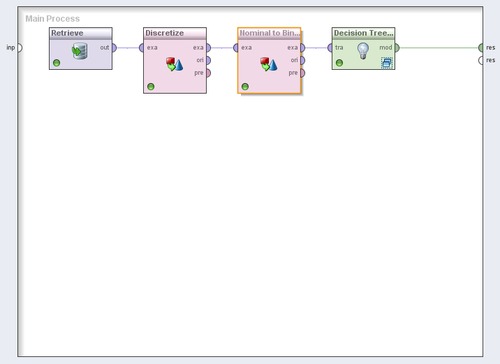 Main Process
Retrieve
Discretize
Nominal to Bin...
Decision Tree...
inp
out
exa
exa
exa
exa
tra
mod
res
ori
ori
res
pre
pre